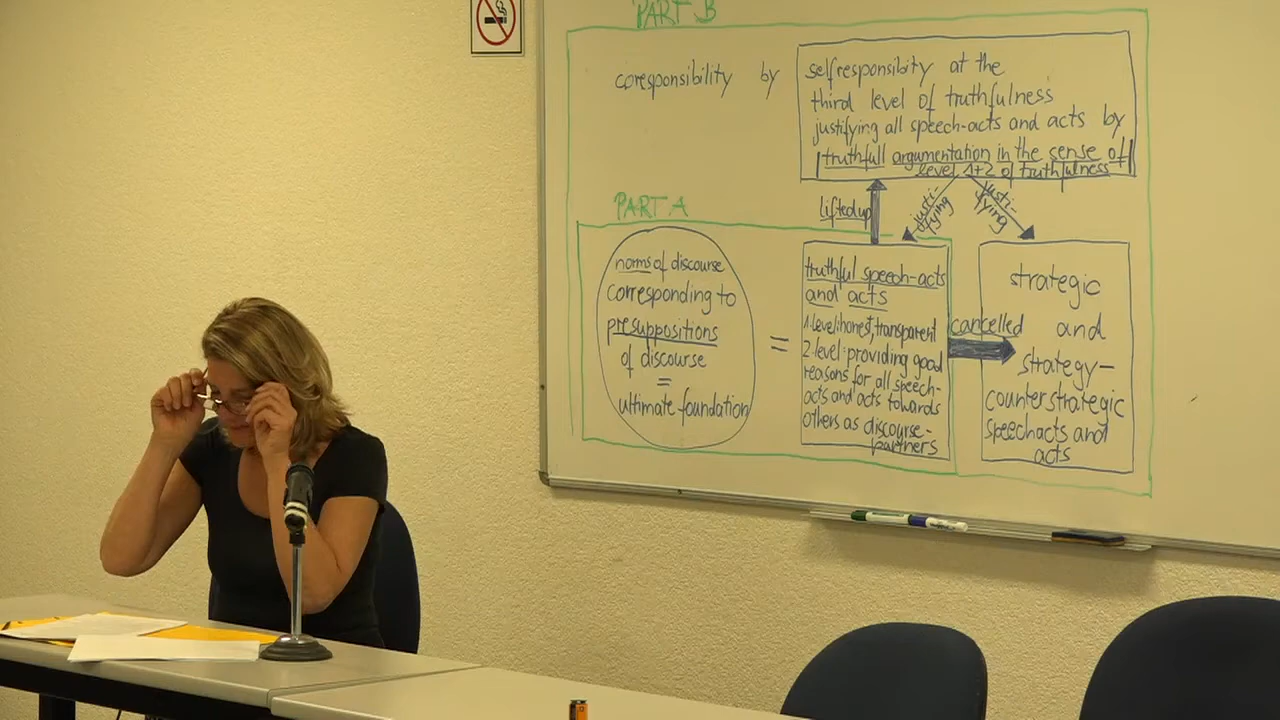 PART B
coresponsibility by
selfresponsibity at the
third level of truthfulness
justifying all speech-acts and acts by
truthfull argumentation in the sense of
level 1+2 of truthfulness
lifted up
justi-
fying
justi-
fying
PART A
norms of discourse
corresponding to
presuppositions
of discourse
=
ultimate foundation
=
truthful speech-acts
and acts
1.level:honest, transparent
2.level:providing good
reasons for all speech-
acts and acts towards
others as discourse-
partners
cancelled
strategic
and
strategy-
counterstrategic
speechacts and
acts